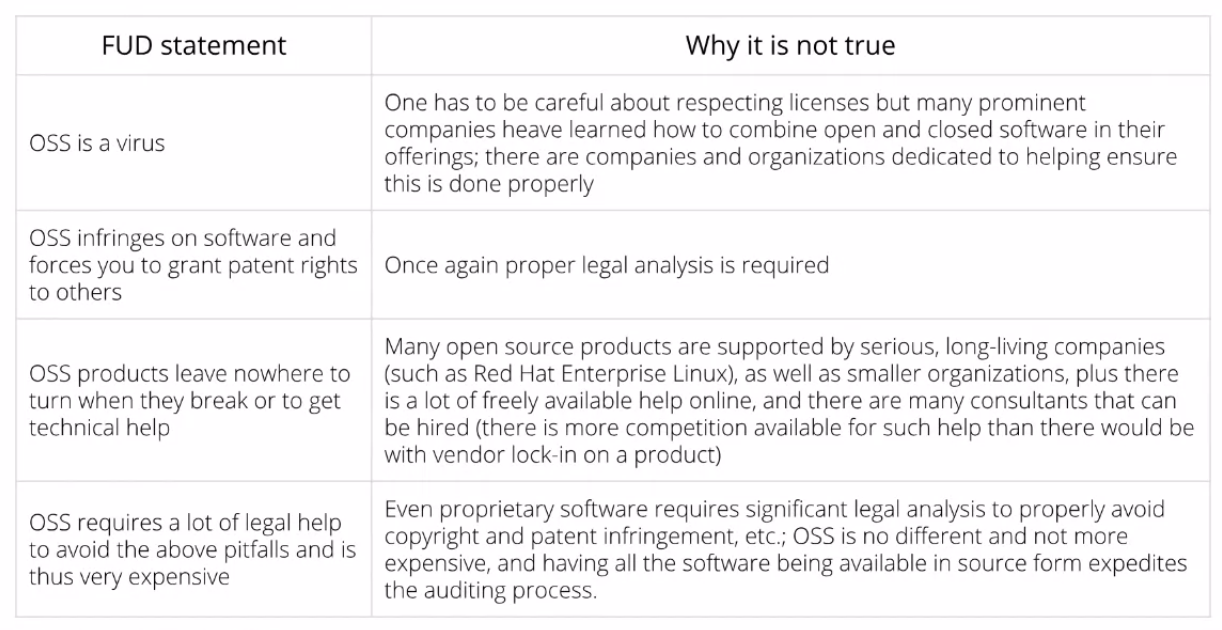 FUD statement
Why it is not true
OSS is a virus
One has to be careful about respecting licenses but many prominent
companies heave learned how to combine open and closed software in their
offerings; there are companies and organizations dedicated to helping ensure
this is done properly
OSS infringes on software and
forces you to grant patent rights
to others
Once again proper legal analysis is required
OSS products leave nowhere to
turn when they break or to get
technical help
Many open source products are supported by serious, long-living companies
(such as Red Hat Enterprise Linux), as well as smaller organizations, plus there
is a lot of freely available help online, and there are many consultants that can
be hired (there is more competition available for such help than there would be
with vendor lock-in on a product)
OSS requires a lot of legal help
to avoid the above pitfalls and is
thus very expensive
Even proprietary software requires significant legal analysis to properly avoid
copyright and patent infringement, etc.; OSS is no different and not more
expensive, and having all the software being available in source form expedites
the auditing process.